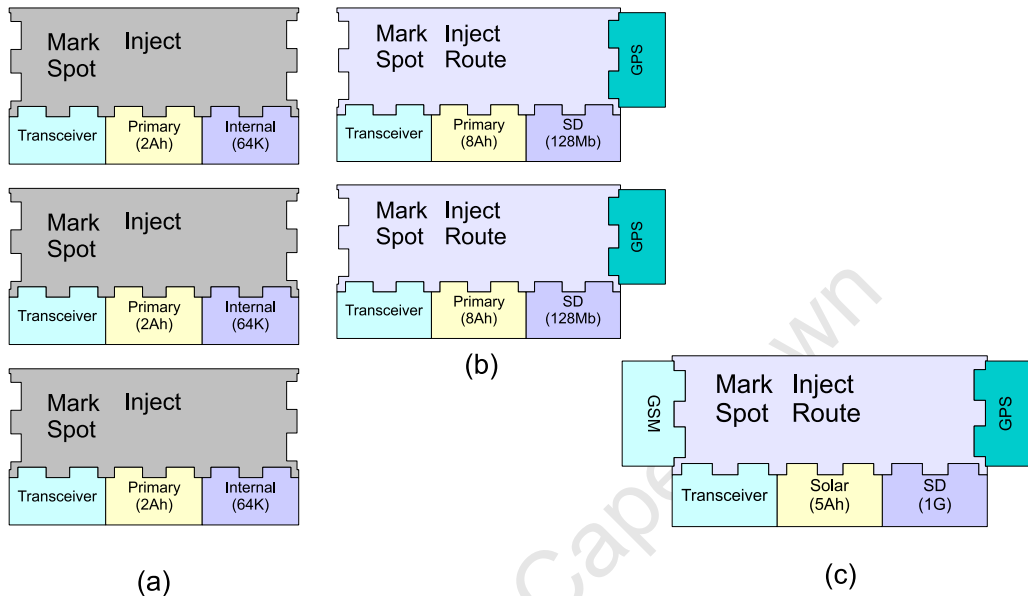 Mark Inject
Spot
Transceiver
Primary
(2Ah)
Internal
(64K)
Mark Inject
Spot
Transceiver
Primary
(2Ah)
Internal
(64K)
Mark Inject
Spot
Transceiver
Primary
(2Ah)
Internal
(64K)
(a)
Mark Inject
Spot Route
GPS
Transceiver
Primary
(8Ah)
SD
(128Mb)
Mark Inject
Spot Route
GPS
Transceiver
Primary
(8Ah)
SD
(128Mb)
(b)
GSM
Mark Inject
Spot Route
GPS
Transceiver
Solar
(5Ah)
SD
(1G)
(c)
Cape